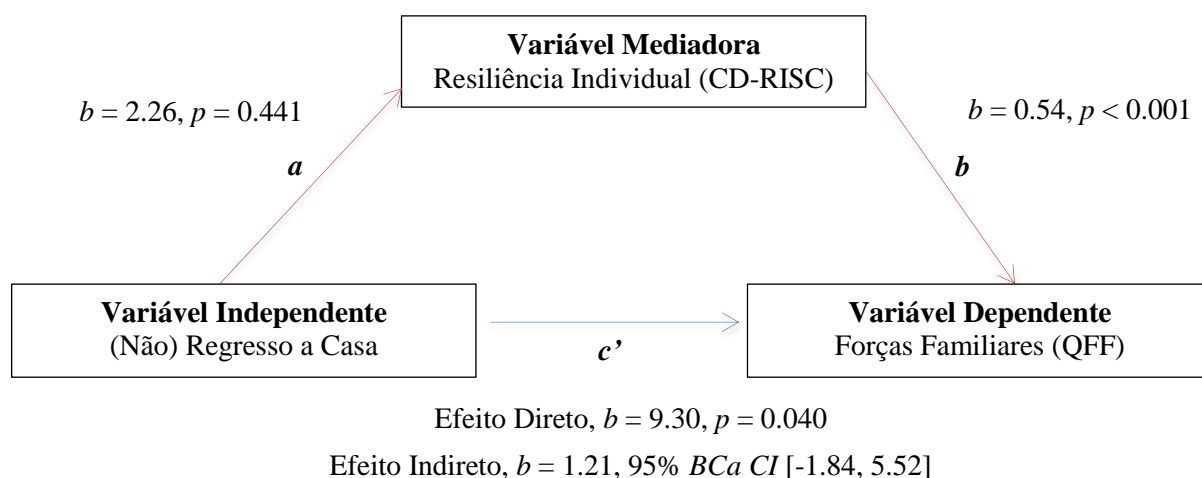 Variável Mediadora
Resiliência Individual (CD-RISC)
b = 2.26, p = 0.441
b = 0.54, p < 0.001
a
b
Variável Independente
(Não) Regresso a Casa
Variável Dependente
Forças Familiares (QFF)
c’
Efeito Direto, b = 9.30, p = 0.040
Efeito Indireto, b = 1.21, 95% BCa CI [-1.84, 5.52]